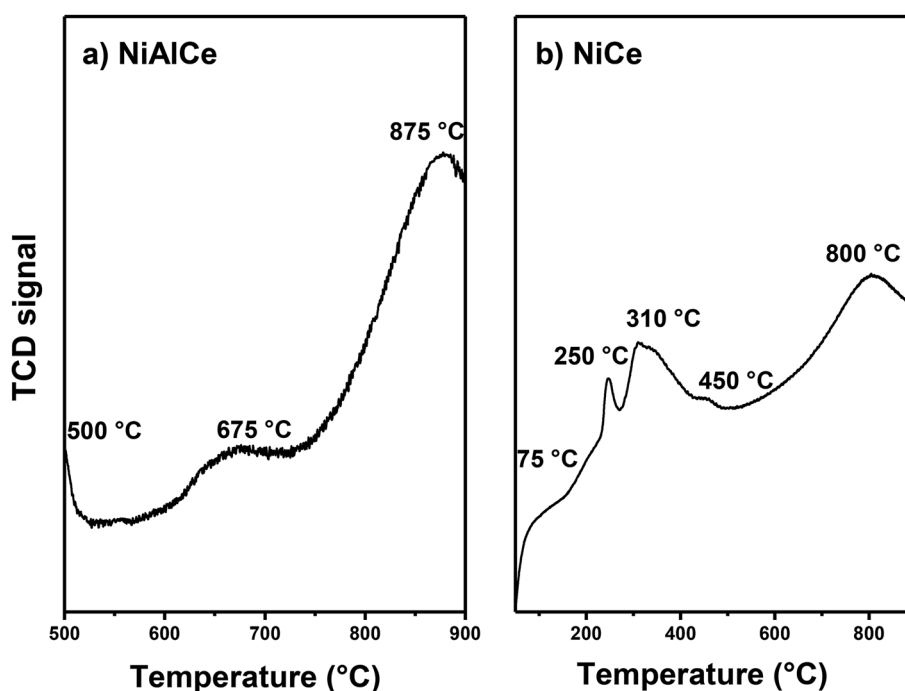 TCD signal
a) NiAlCe
875 °C
500 °C
675 °C
500
600
700
800
900
Temperature (°C)
b) NiCe
800 °C
310 °C
250 °C
450 °C
75 °C
200
400
600
800
Temperature (°C)